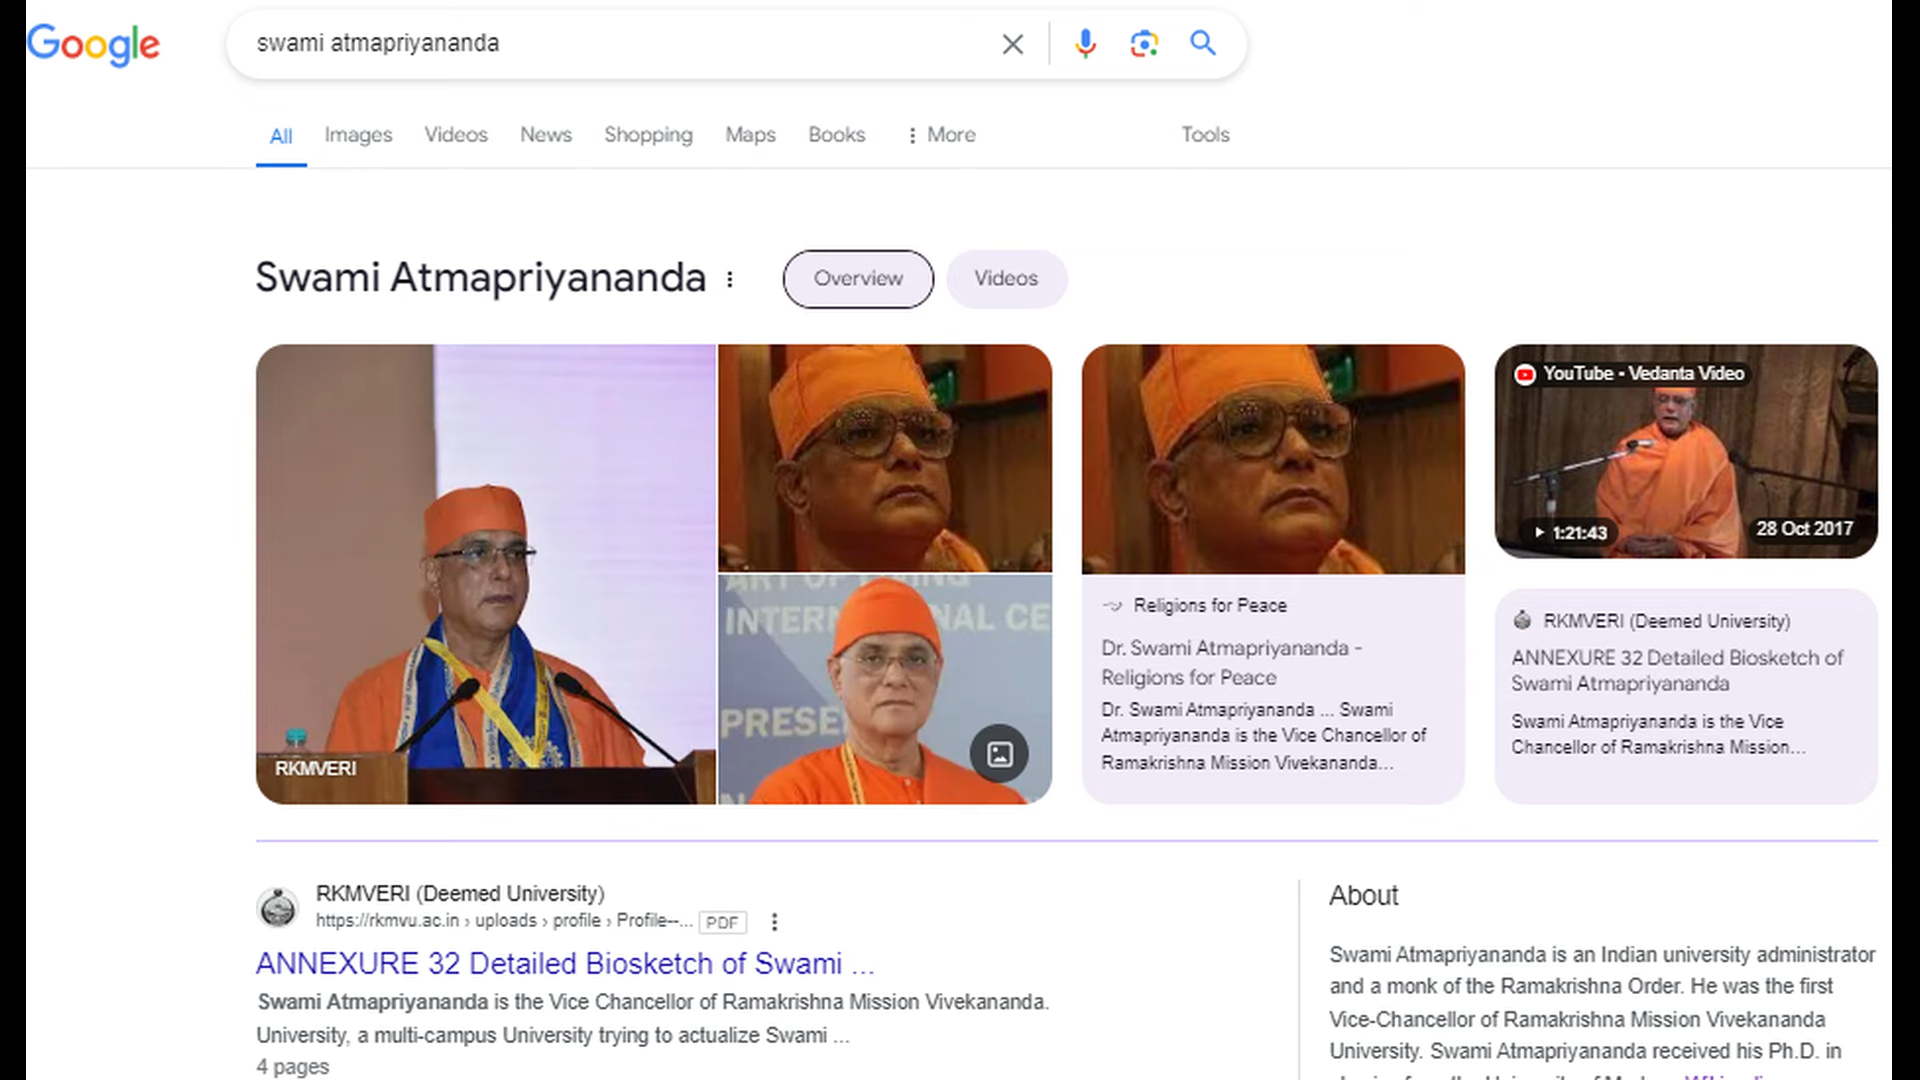 Google
swami atmapriyananda
All Images Videos News Shopping Maps Books More Tools
Swami Atmapriyananda
Overview Videos
RKMVERI
INTERN NAL CE
PRESE
Religions for Peace
Dr. Swami Atmapriyananda -
Religions for Peace
Dr. Swami Atmapriyananda ... Swami
Atmapriyananda is the Vice Chancellor of
Ramakrishna Mission Vivekananda...
YouTube • Vedanta Video
1:21:43
28 Oct 2017
RKMVERI (Deemed University)
ANNEXURE 32 Detailed Biosketch of
Swami Atmapriyananda
Swami Atmapriyananda is the Vice
Chancellor of Ramakrishna Mission...
RKMVERI (Deemed University)
https://rkmvu.ac.in › uploads › profile › Profile--... PDF
ANNEXURE 32 Detailed Biosketch of Swami ...
Swami Atmapriyananda is the Vice Chancellor of Ramakrishna Mission Vivekananda.
University, a multi-campus University trying to actualize Swami ...
4 pages
About
Swami Atmapriyananda is an Indian university administrator
and a monk of the Ramakrishna Order. He was the first
Vice-Chancellor of Ramakrishna Mission Vivekananda
University. Swami Atmapriyananda received his Ph.D. in